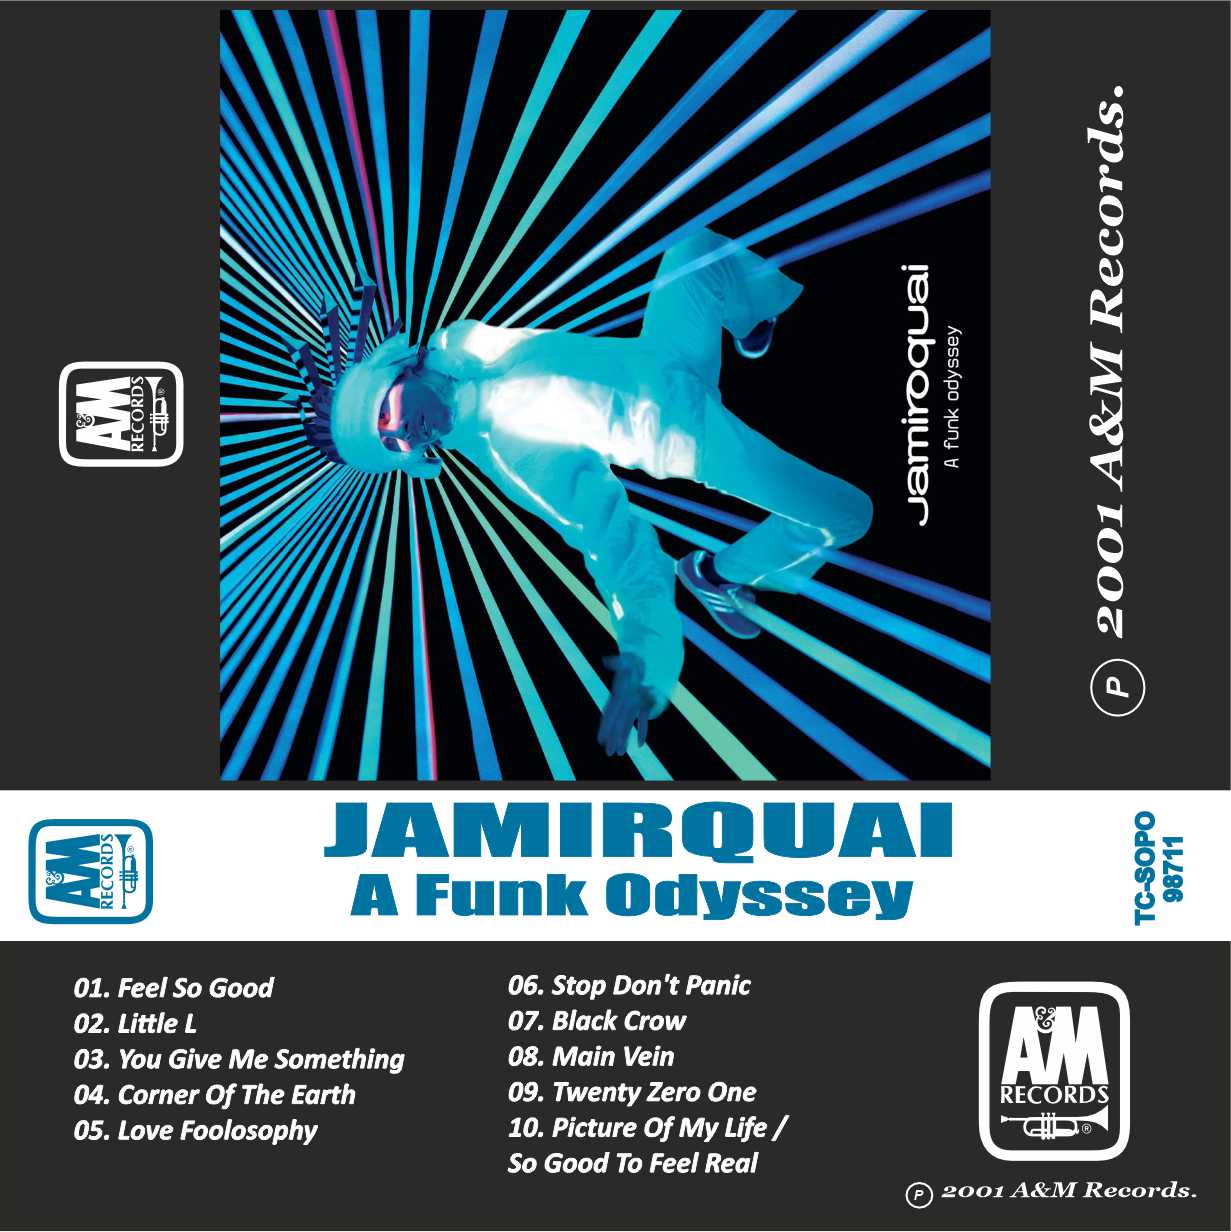 A&M
RECORDS
®
Jamiroquai
A funk odyssey
℗ 2001 A&M Records.
A&M
RECORDS
®
JAMIRQUAI
A Funk Odyssey
TC-SOPO
98711
01. Feel So Good
02. Little L
03. You Give Me Something
04. Corner Of The Earth
05. Love Foolosophy
06. Stop Don't Panic
07. Black Crow
08. Main Vein
09. Twenty Zero One
10. Picture Of My Life /
So Good To Feel Real
A&M
RECORDS
®
℗ 2001 A&M Records.